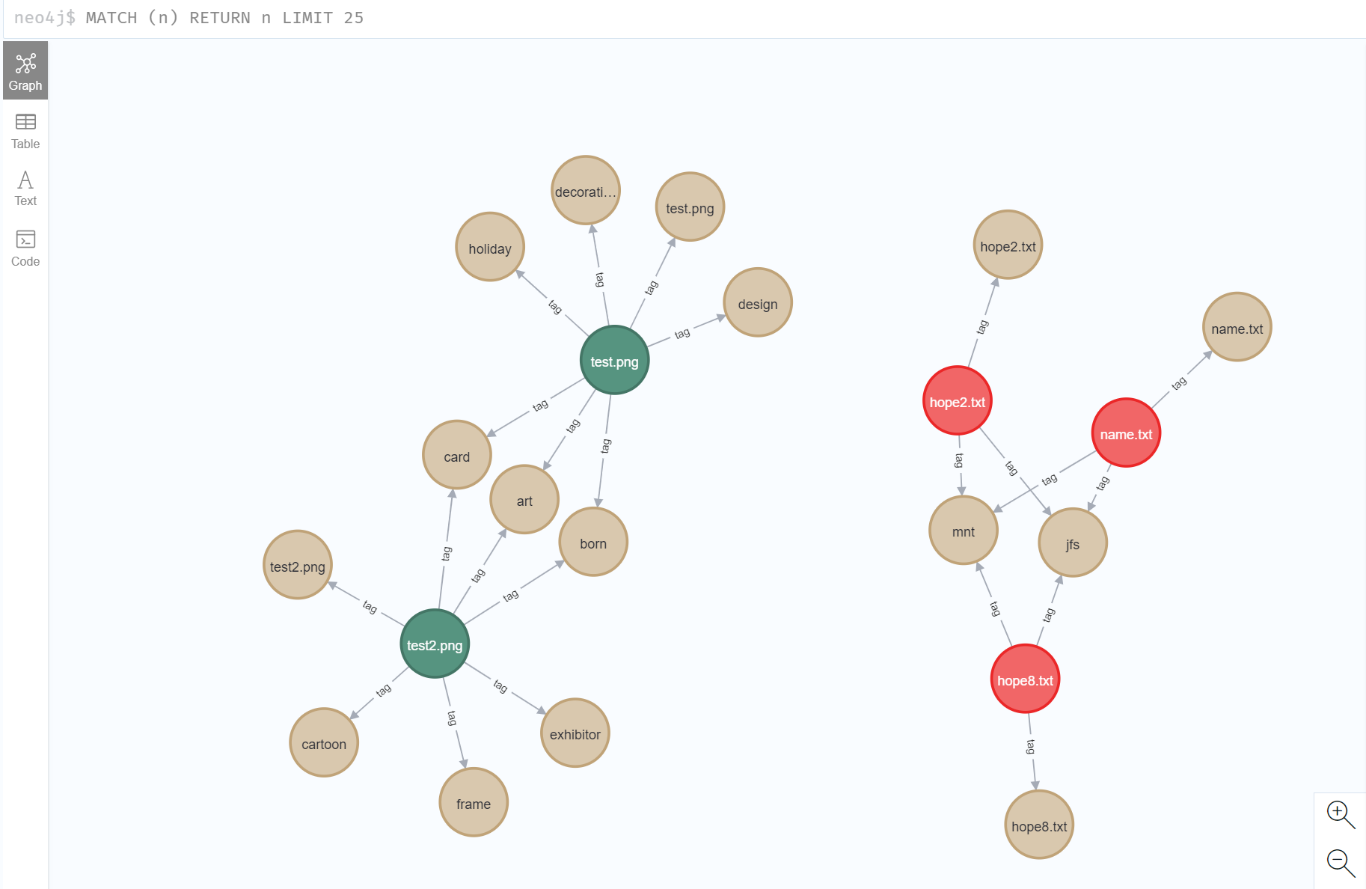 neo4j$ MATCH (n) RETURN n LIMIT 25
Graph
Table
Text
Code
decorati...
test.png
holiday
design
tag
tag
tag
tag
test.png
tag
tag
tag
card
art
born
tag
tag
tag
test2.png
tag
test2.png
tag
tag
tag
cartoon
exhibitor
frame
hope2.txt
name.txt
tag
tag
hope2.txt
name.txt
tag
tag
tag
tag
mnt
jfs
tag
tag
hope8.txt
tag
hope8.txt